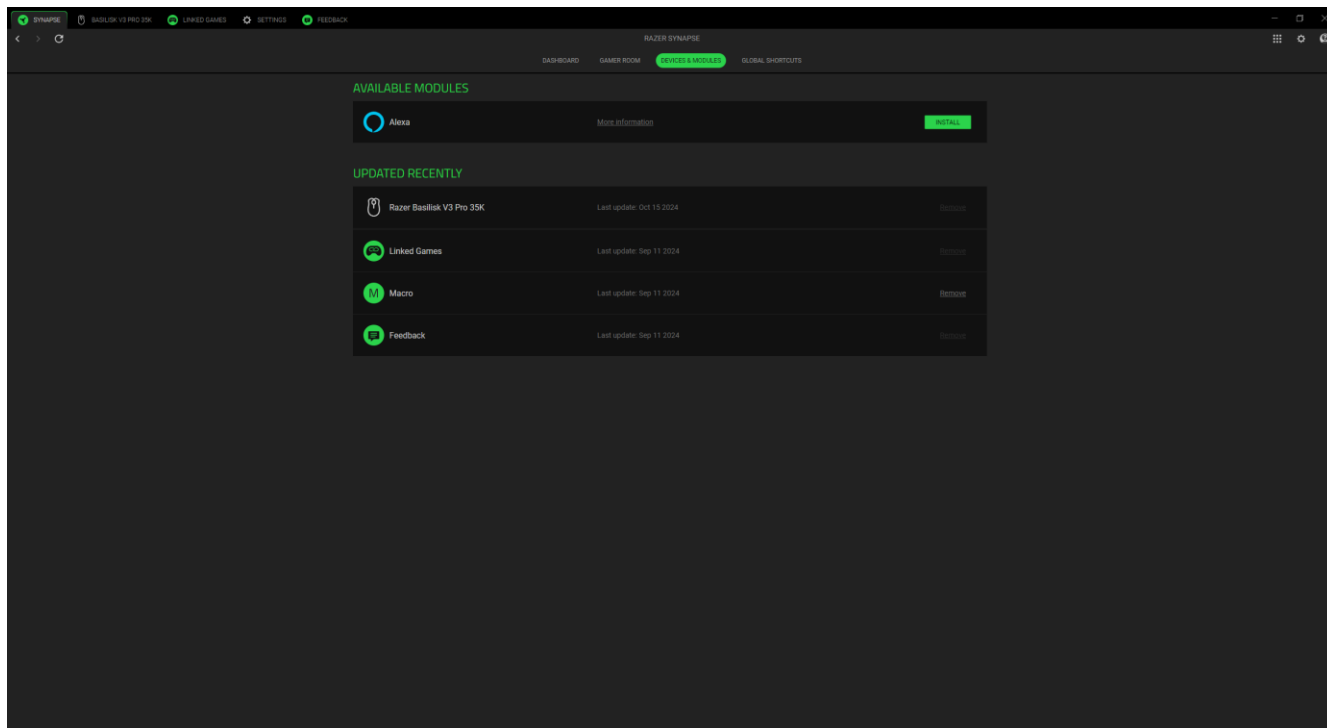 SYNAPSE BASILISK V3 PRO 35K LINKED GAMES SETTINGS FEEDBACK
RAZER SYNAPSE
DASHBOARD GAMER ROOM DEVICES & MODULES GLOBAL SHORTCUTS
AVAILABLE MODULES
Alexa More Information INSTALL
UPDATED RECENTLY
Razer Basilisk V3 Pro 35K Last update: Oct 15 2024 Remove
Linked Games Last update: Sep 11 2024 Remove
M Macro Last update: Sep 11 2024 Remove
Feedback Last update: Sep 11 2024 Remove